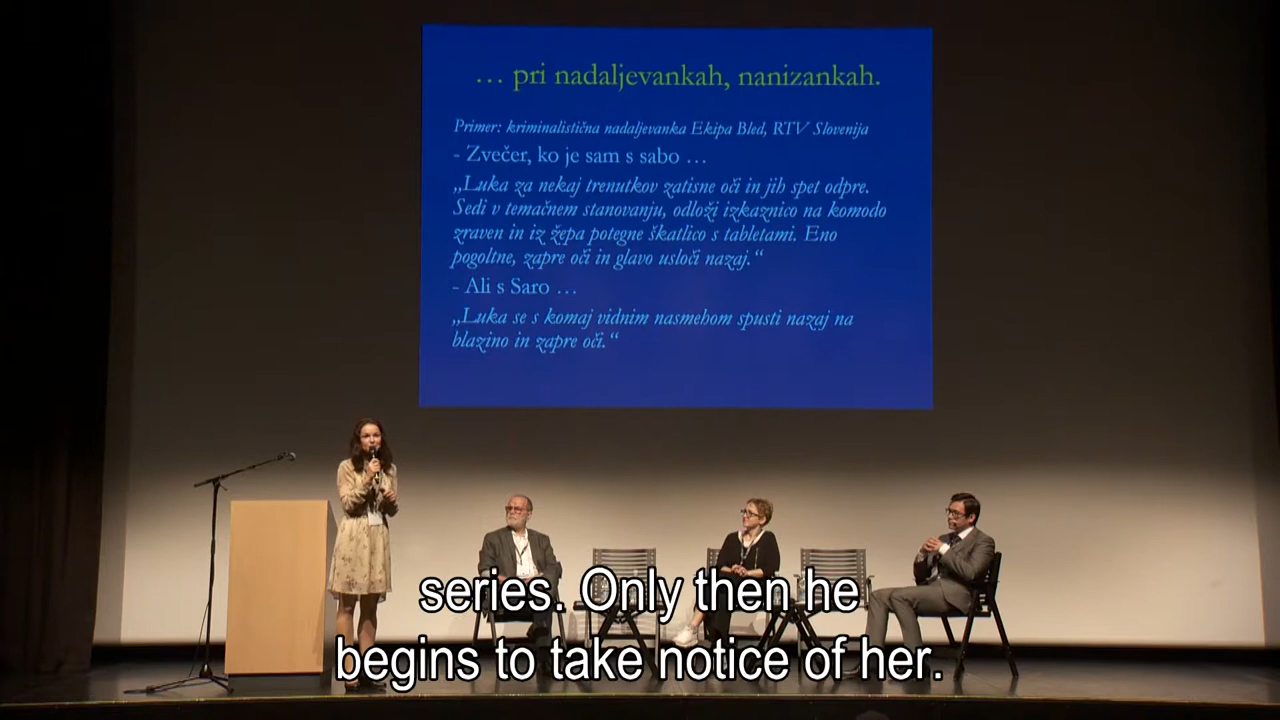 … pri nadaljevankah, nanizankah.
Primer: kriminalistična nadaljevanka Ekipa Bled, RTV Slovenija
- Zvečer, ko je sam s sabo …
„Luka za nekaj trenutkov zatisne oči in jih spet odpre.
Sedi v temačnem stanovanju, odloži izkaznico na komodo
zraven in iz žepa potegne škatlico s tabletami. Eno
pogoltne, zapre oči in glavo usloči nazaj.“
- Ali s Saro …
„Luka se s komaj vidnim nasmehom spusti nazaj na
blazino in zapre oči.“
series. Only then he
begins to take notice of her.